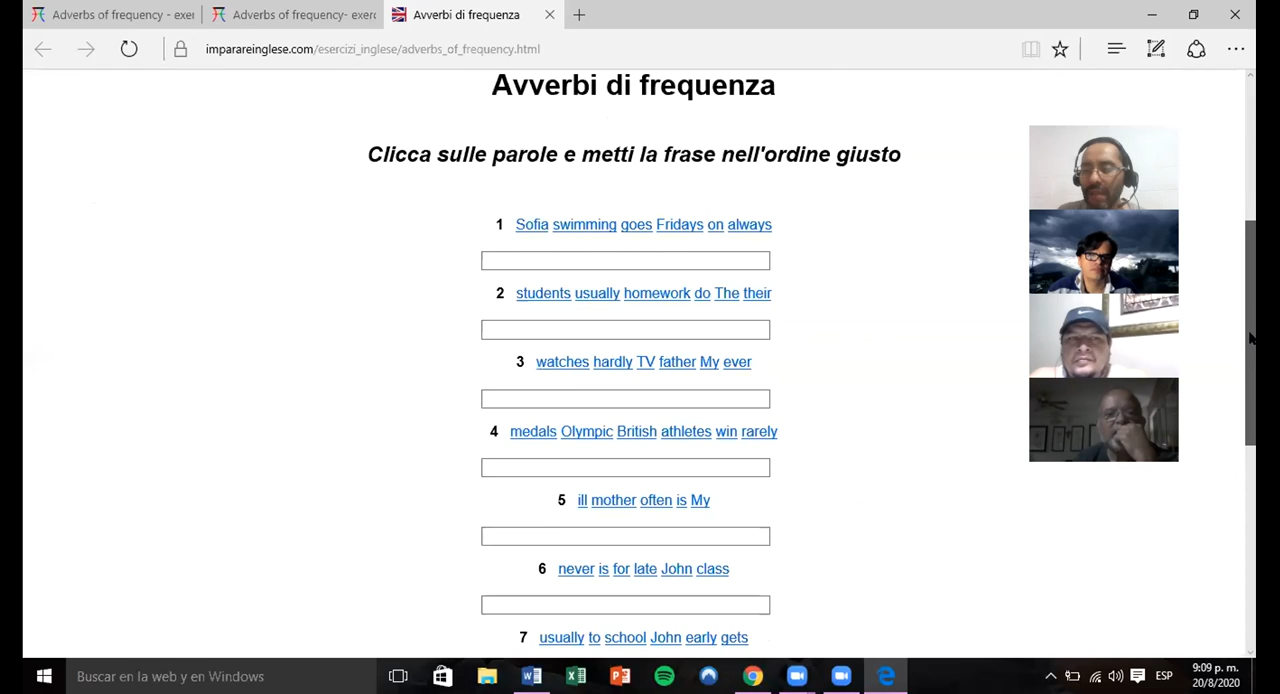 Adverbs of frequency - exer
Adverbs of frequency- exerc
Avverbi di frequenza
imparareinglese.com/esercizi_inglese/adverbs_of_frequency.html
Avverbi di frequenza
Clicca sulle parole e metti la frase nell'ordine giusto
1 Sofia swimming goes Fridays on always
2 students usually homework do The their
3 watches hardly TV father My ever
4 medals Olympic British athletes win rarely
5 ill mother often is My
6 never is for late John class
7 usually to school John early gets
Buscar en la web y en Windows
ESP
9:09 p. m.
20/8/2020